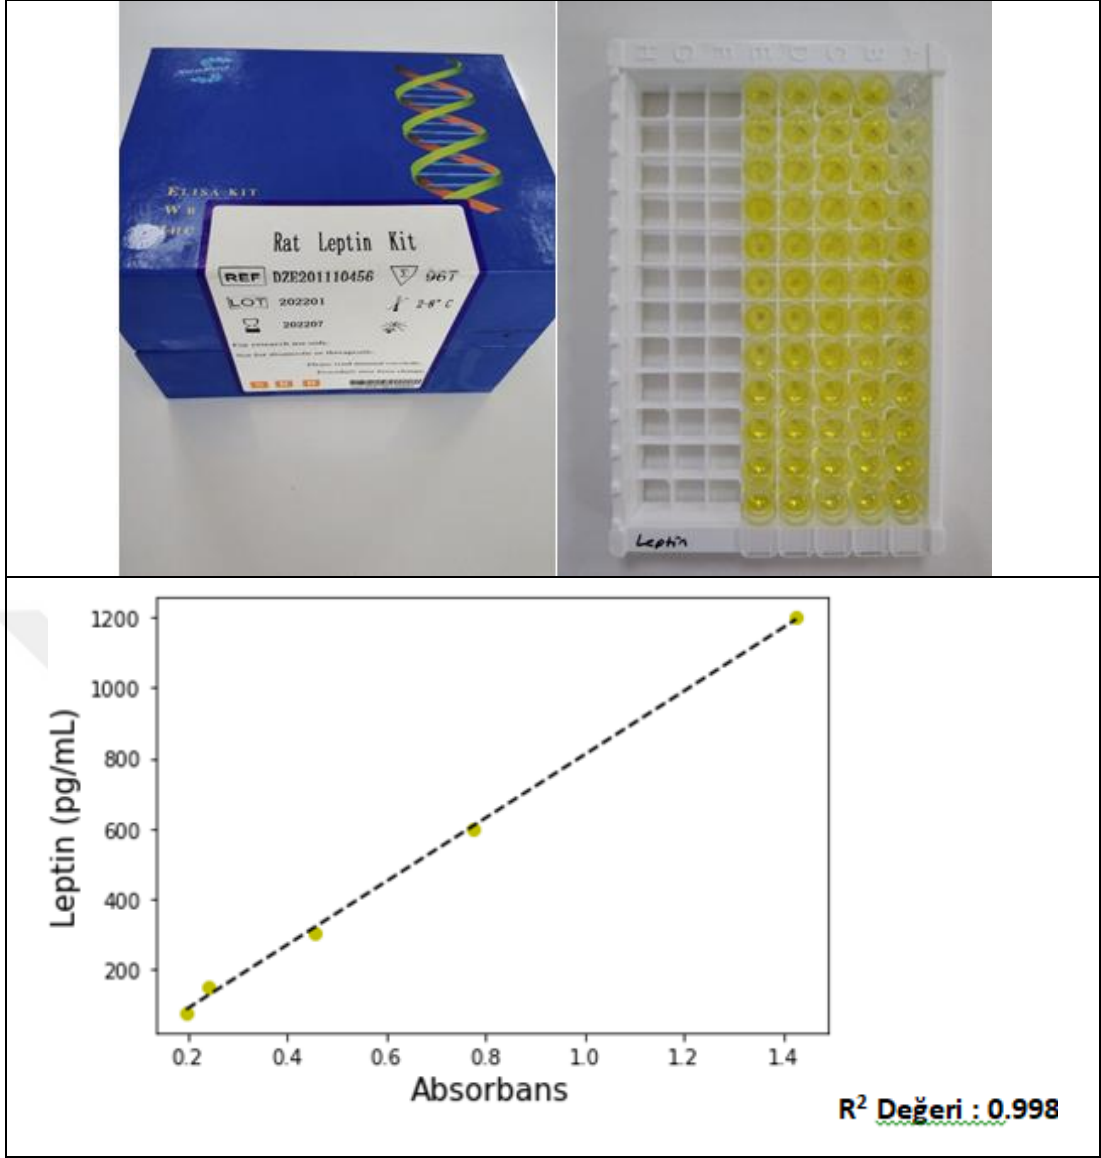 ELISA KIT
W B
IHC
Rat Leptin Kit
REF DZE201110456 Σ 96T
LOT 202201 2-8° C
202207
For research use only.
H G F E D C B A
Leptin
1200
1000
800
600
400
200
Leptin (pg/mL)
0.2 0.4 0.6 0.8 1.0 1.2 1.4
Absorbans
R² Değeri : 0.998